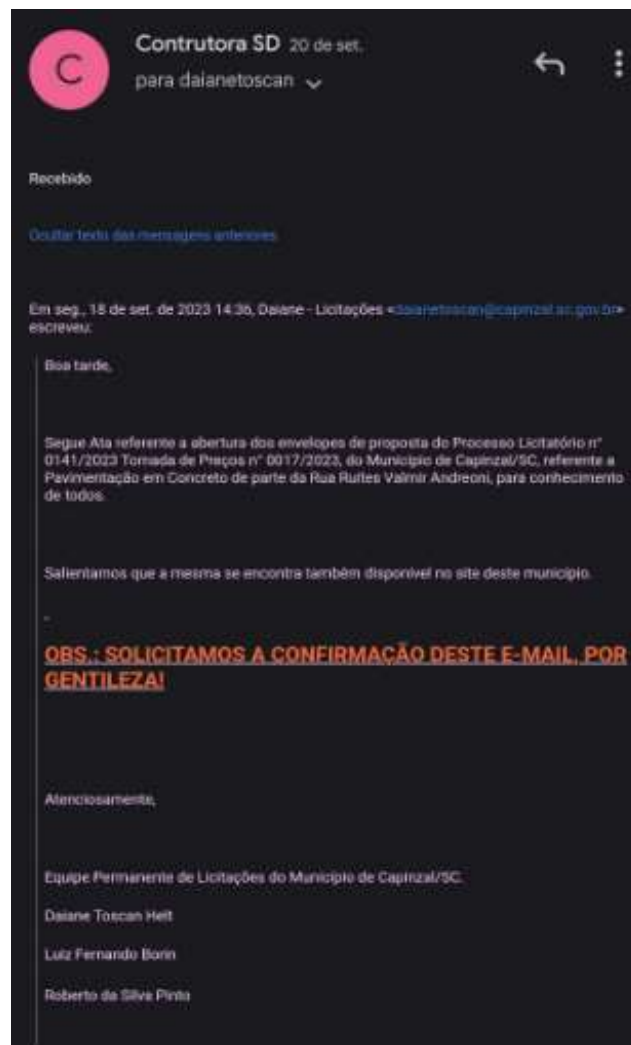 C
Contrutora SD 20 de set.
para daianetoscan
Recebido
Ocultar texto das mensagens anteriores
Em seg., 18 de set. de 2023 14:36, Daiane - Licitações <daianetoscan@capinzal.sc.gov.br>
escreveu:
Boa tarde,
Segue Ata referente a abertura dos envelopes de proposta do Processo Licitatório n°
0141/2023 Tomada de Preços n° 0017/2023, do Município de Capinzal/SC, referente a
Pavimentação em Concreto de parte da Rua Ruites Valmir Andreoni, para conhecimento
de todos.
Salientamos que a mesma se encontra também disponível no site deste município.
-
OBS.: SOLICITAMOS A CONFIRMAÇÃO DESTE E-MAIL, POR
GENTILEZA!
Atenciosamente,
Equipe Permanente de Licitações do Município de Capinzal/SC.
Daiane Toscan Helt
Luiz Fernando Borin
Roberto da Silva Pinto